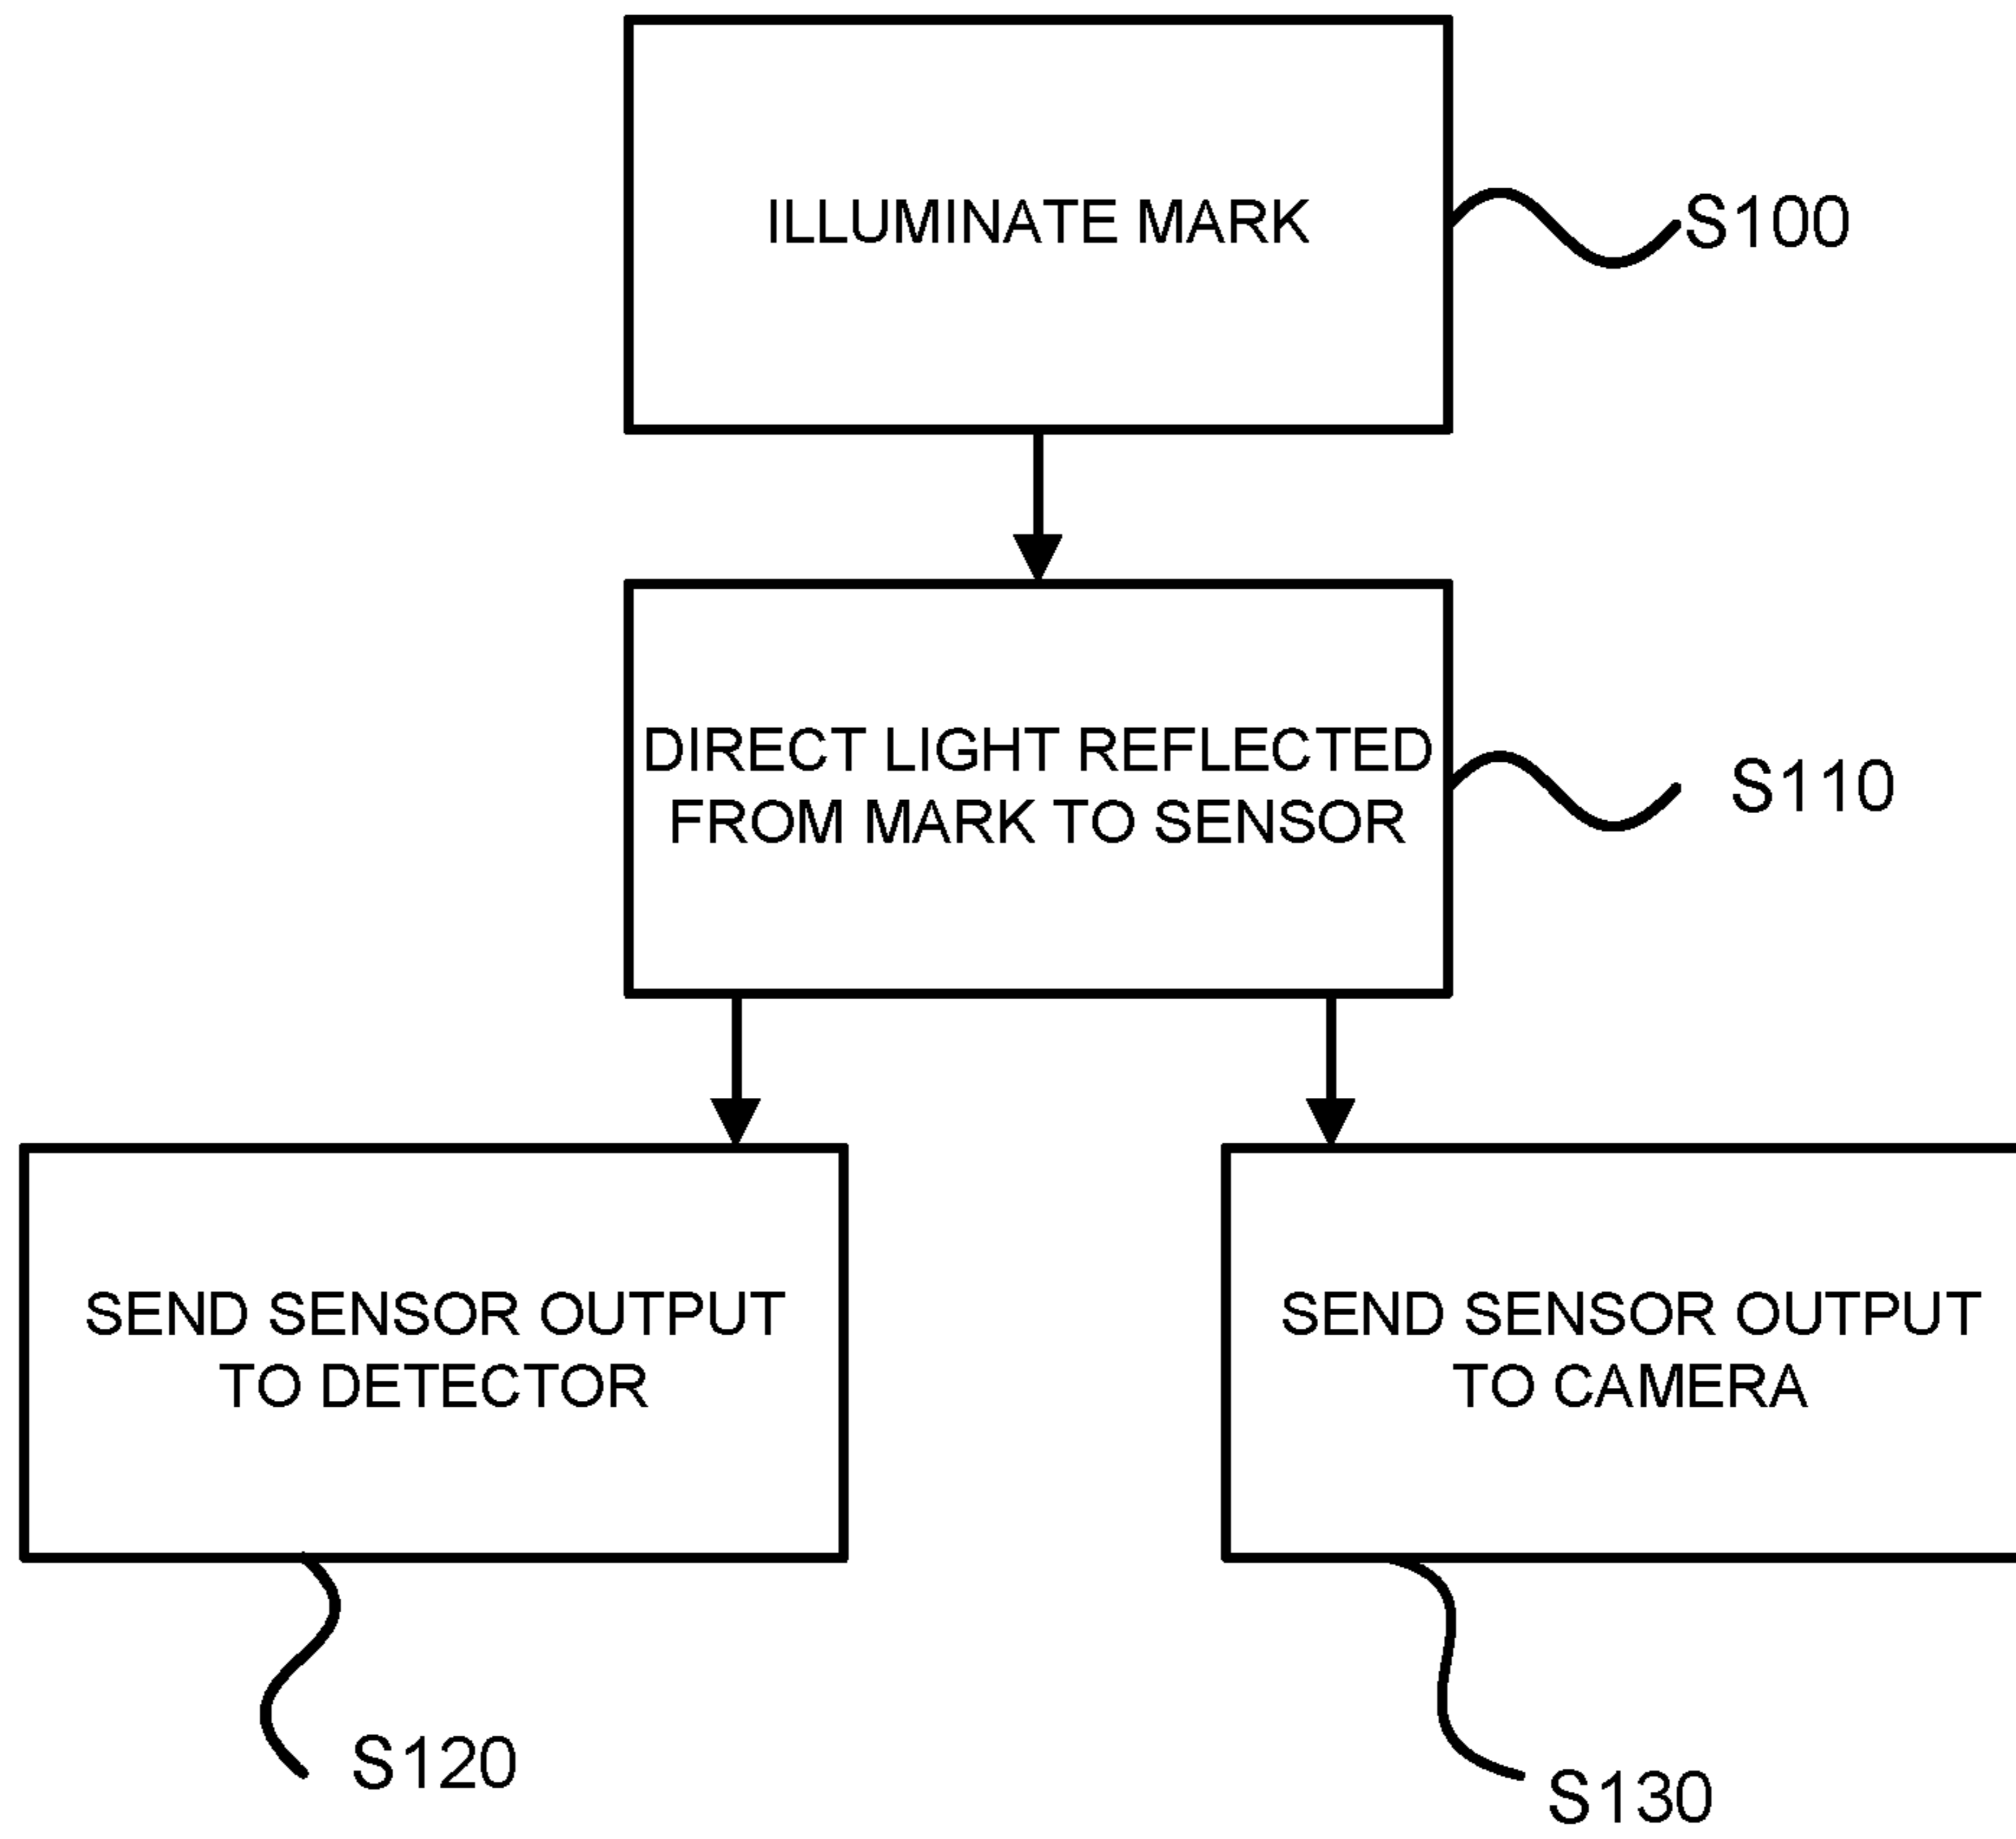 ILLUMINATE MARK
S100
DIRECT LIGHT REFLECTED
FROM MARK TO SENSOR
S110
SEND SENSOR OUTPUT
TO DETECTOR
SEND SENSOR OUTPUT
TO CAMERA
S120
S130